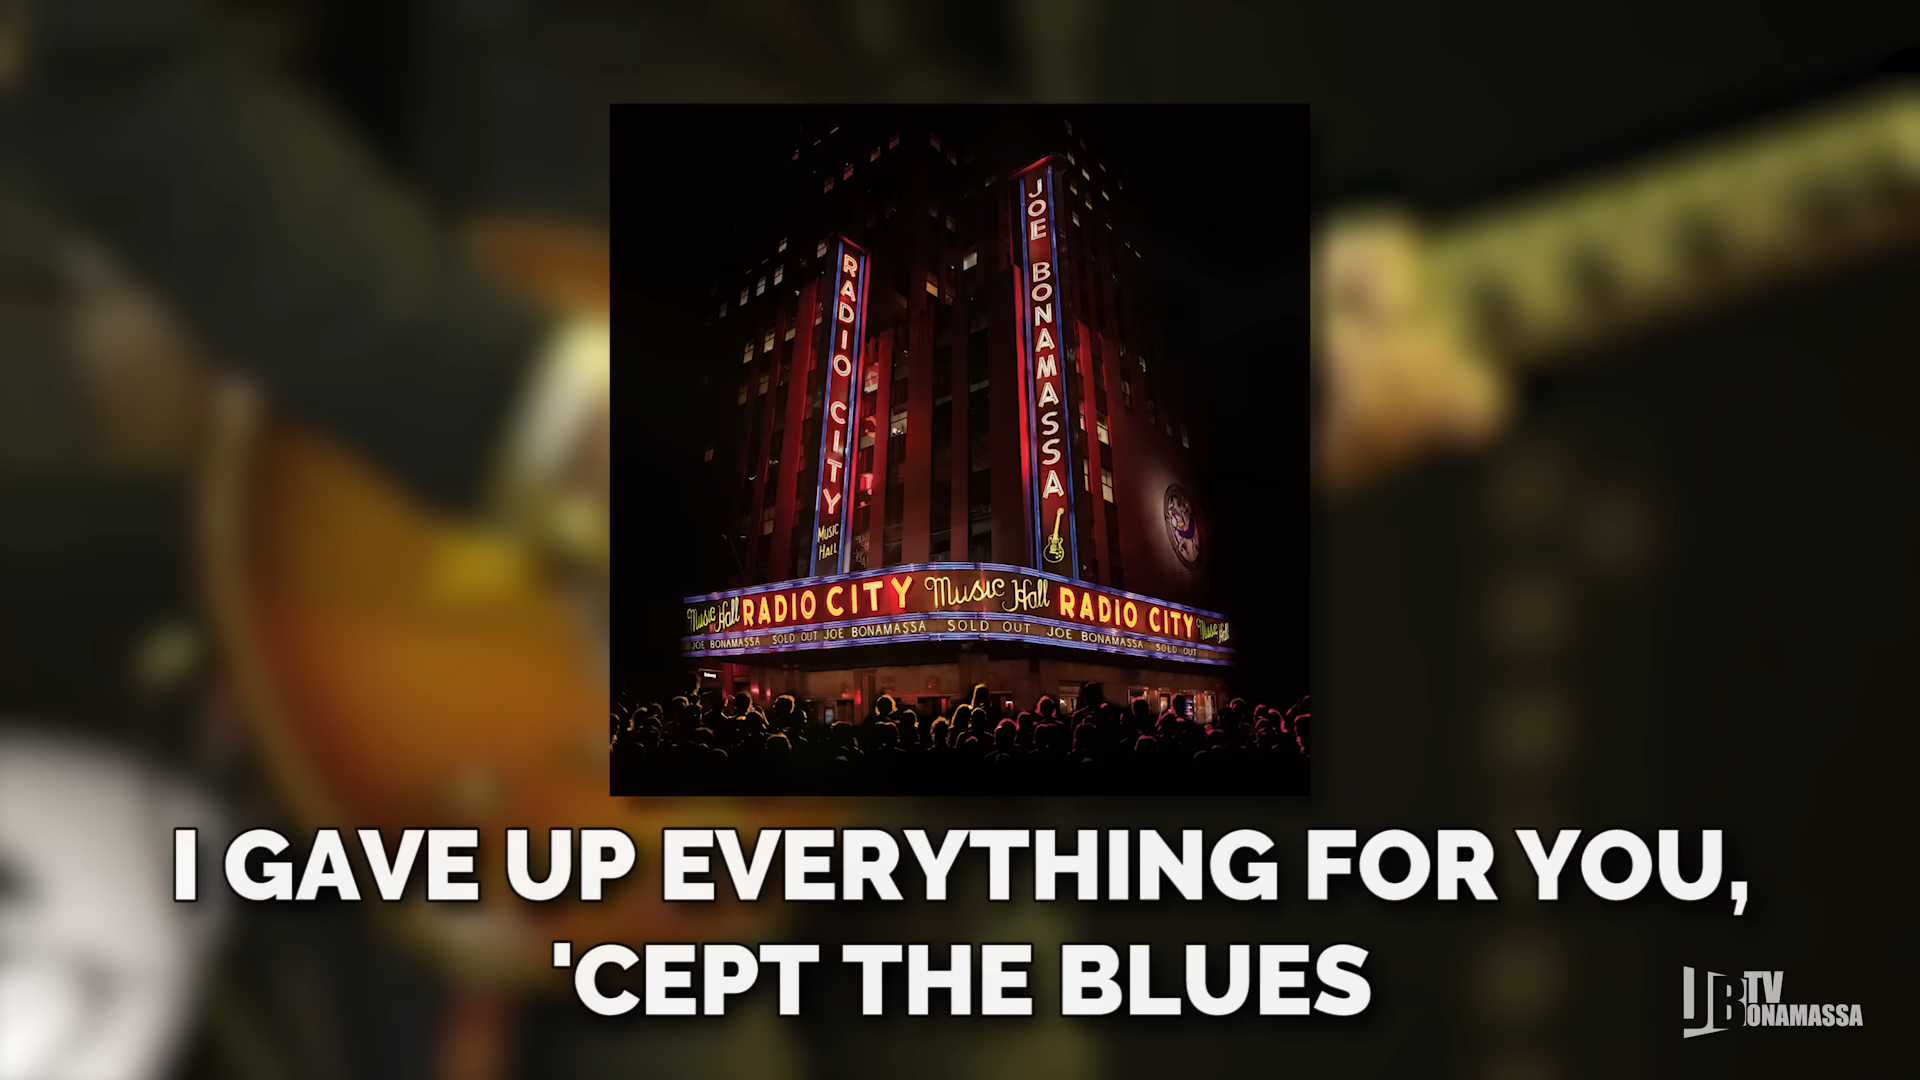 JOE BONAMASSA
RADIO CITY
MUSIC
HALL
Music Hall RADIO CITY Music Hall RADIO CITY Music Hall
JOE BONAMASSA SOLD OUT JOE BONAMASSA SOLD OUT JOE BONAMASSA SOLD OUT
I GAVE UP EVERYTHING FOR YOU,
'CEPT THE BLUES
JB TV
BONAMASSA